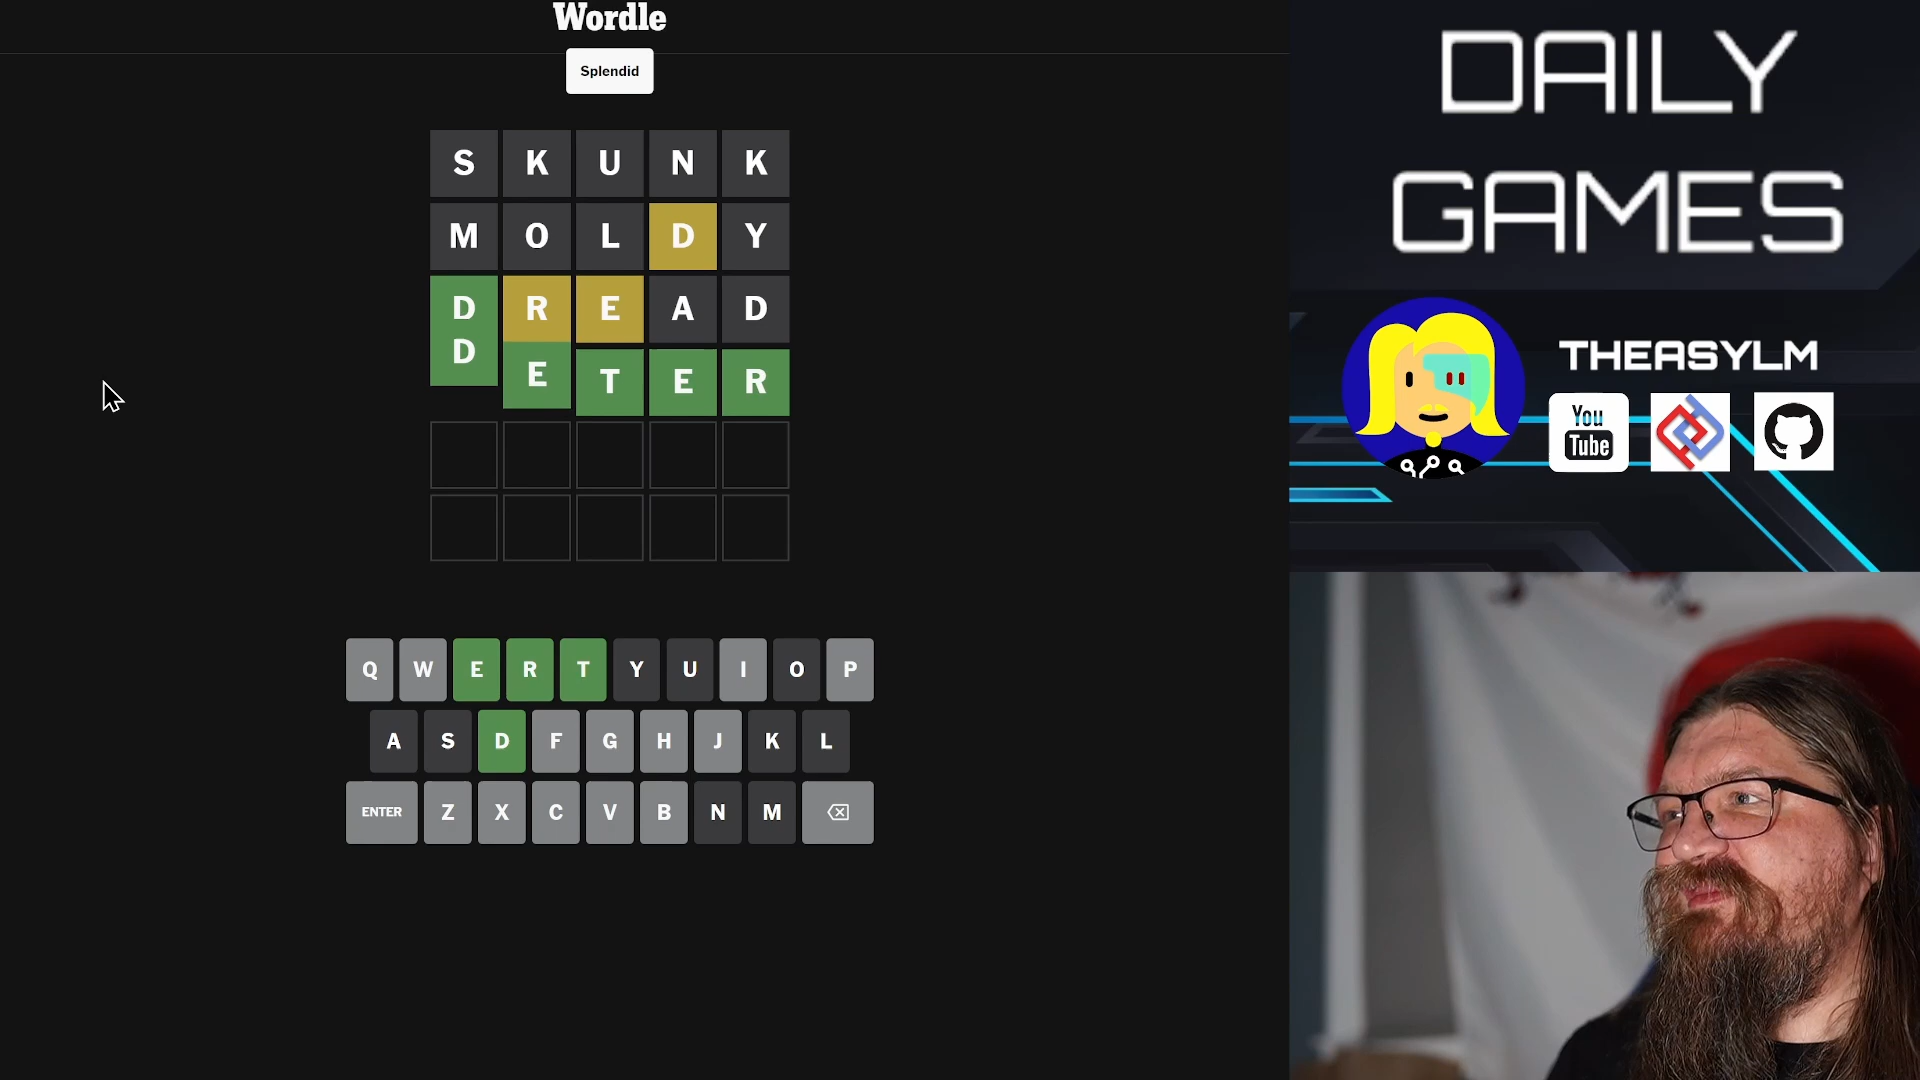 Wordle
Splendid
S K U N K
M O L D Y
D R E A D
D E T E R
Q W E R T Y U I O P
A S D F G H J K L
ENTER Z X C V B N M
DAILY
GAMES
THEASYLM
You
Tube